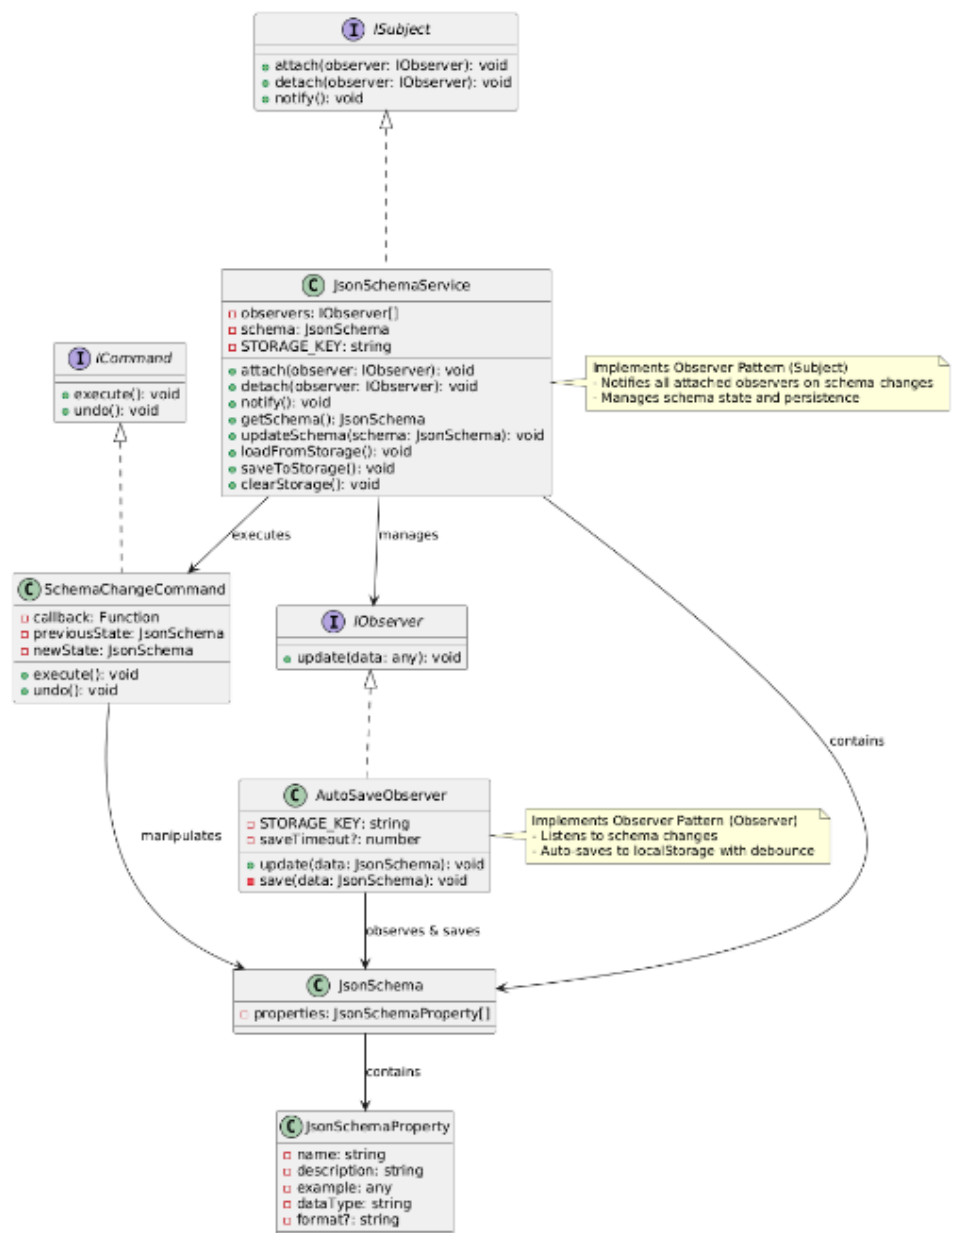 I ISubject
attach(observer: IObserver): void
detach(observer: IObserver): void
notify(): void
C JsonSchemaService
observers: IObserver[]
schema: JsonSchema
STORAGE_KEY: string
attach(observer: IObserver): void
detach(observer: IObserver): void
notify(): void
getSchema(): JsonSchema
updateSchema(schema: JsonSchema): void
loadFromStorage(): void
saveToStorage(): void
clearStorage(): void
Implements Observer Pattern (Subject)
- Notifies all attached observers on schema changes
- Manages schema state and persistence
I ICommand
execute(): void
undo(): void
executes
manages
C SchemaChangeCommand
callback: Function
previousState: JsonSchema
newState: JsonSchema
execute(): void
undo(): void
I IObserver
update(data: any): void
contains
manipulates
C AutoSaveObserver
STORAGE_KEY: string
saveTimeout?: number
update(data: JsonSchema): void
save(data: JsonSchema): void
Implements Observer Pattern (Observer)
- Listens to schema changes
- Auto-saves to localStorage with debounce
observes & saves
C JsonSchema
properties: JsonSchemaProperty[]
contains
C JsonSchemaProperty
name: string
description: string
example: any
dataType: string
format?: string